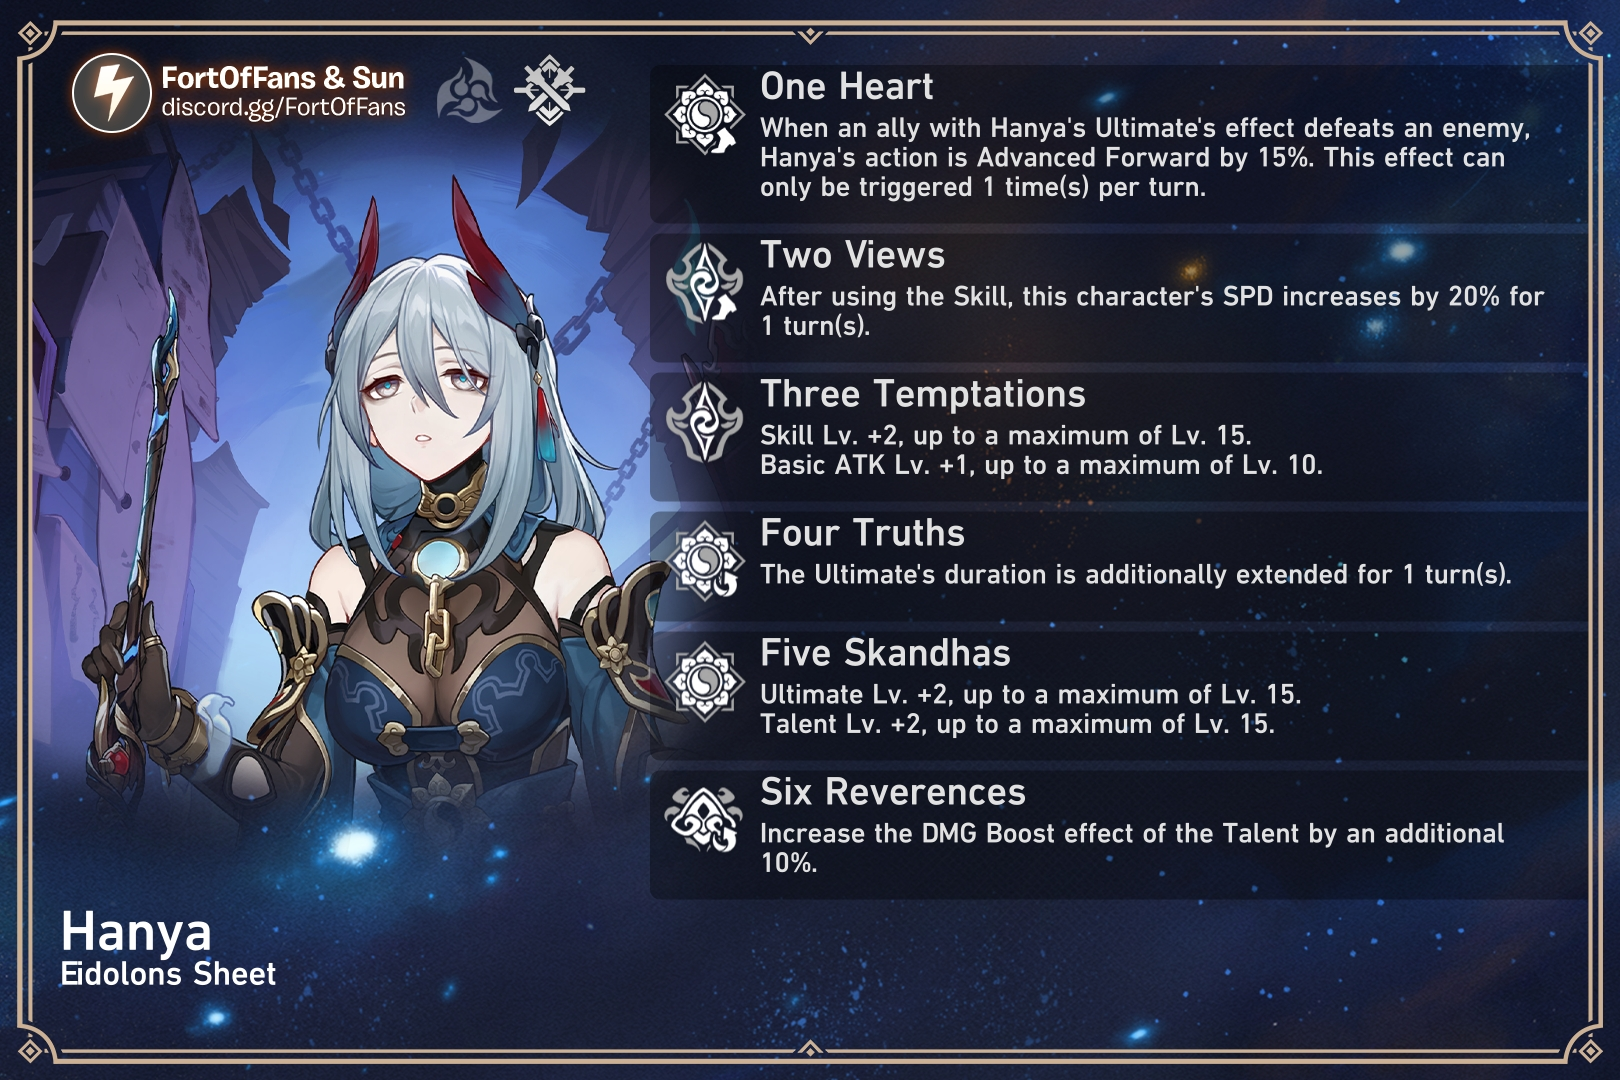 FortOfFans & Sun
discord.gg/FortOfFans
One Heart
When an ally with Hanya's Ultimate's effect defeats an enemy,
Hanya's action is Advanced Forward by 15%. This effect can
only be triggered 1 time(s) per turn.
Two Views
After using the Skill, this character's SPD increases by 20% for
1 turn(s).
Three Temptations
Skill Lv. +2, up to a maximum of Lv. 15.
Basic ATK Lv. +1, up to a maximum of Lv. 10.
Four Truths
The Ultimate's duration is additionally extended for 1 turn(s).
Five Skandhas
Ultimate Lv. +2, up to a maximum of Lv. 15.
Talent Lv. +2, up to a maximum of Lv. 15.
Six Reverences
Increase the DMG Boost effect of the Talent by an additional
10%.
Hanya
Eidolons Sheet